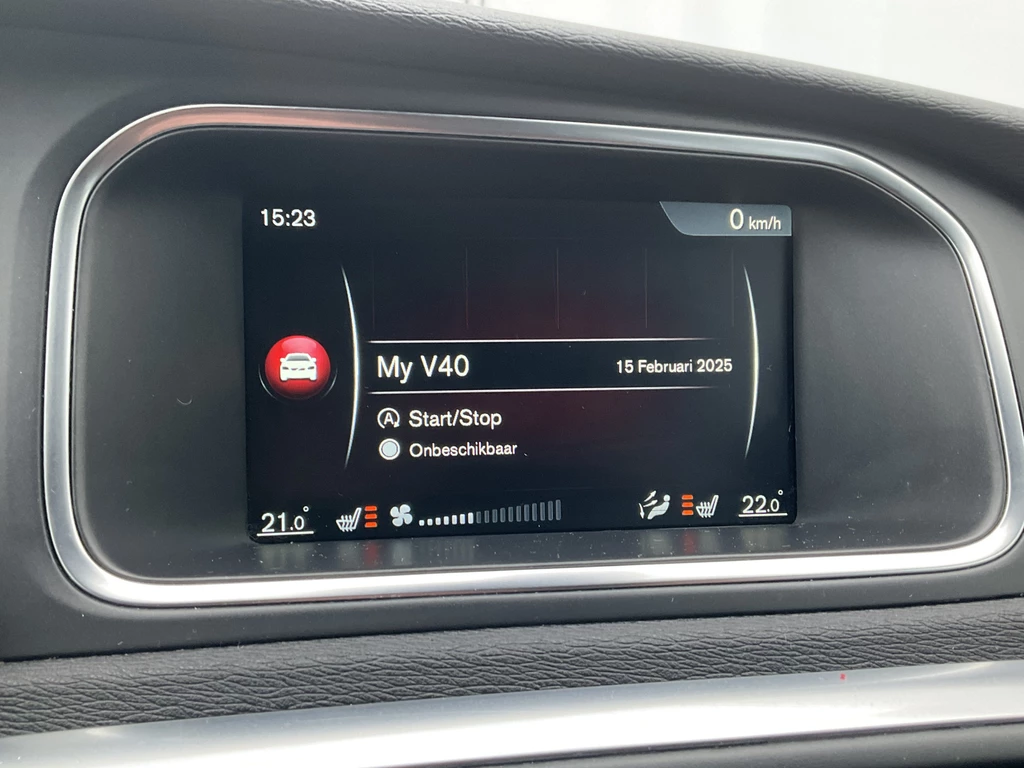 15:23
0 km/h
My V40
15 Februari 2025
A Start/Stop
Onbeschikbaar
21.0°
22.0°